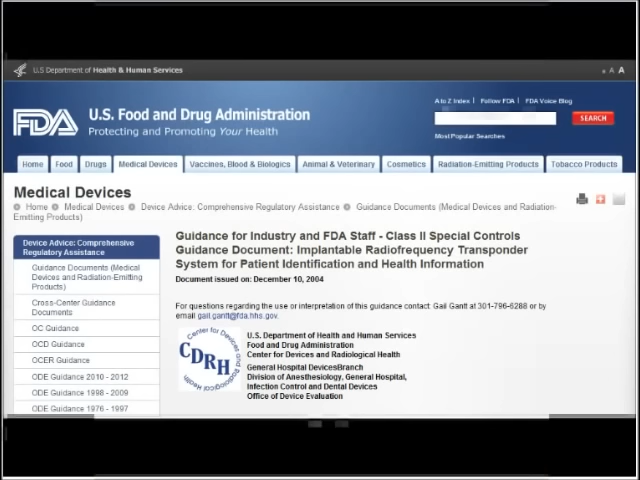 U.S Department of Health & Human Services
A A A
FDA U.S. Food and Drug Administration
Protecting and Promoting Your Health
A to Z Index | Follow FDA | FDA Voice Blog
SEARCH
Most Popular Searches
Home Food Drugs Medical Devices Vaccines, Blood & Biologics Animal & Veterinary Cosmetics Radiation-Emitting Products Tobacco Products
Medical Devices
Home Medical Devices Device Advice: Comprehensive Regulatory Assistance Guidance Documents (Medical Devices and Radiation-
Emitting Products)
Device Advice: Comprehensive
Regulatory Assistance
Guidance Documents (Medical
Devices and Radiation-Emitting
Products)
Cross-Center Guidance
Documents
OC Guidance
OCD Guidance
OCER Guidance
ODE Guidance 2010 - 2012
ODE Guidance 1998 - 2009
ODE Guidance 1976 - 1997
Guidance for Industry and FDA Staff - Class II Special Controls
Guidance Document: Implantable Radiofrequency Transponder
System for Patient Identification and Health Information
Document issued on: December 10, 2004
For questions regarding the use or interpretation of this guidance contact: Gail Gantt at 301-796-6288 or by
email gail.gantt@fda.hhs.gov.
Center for Devices and Radiological Health
CDRH
U.S. Department of Health and Human Services
Food and Drug Administration
Center for Devices and Radiological Health
General Hospital DevicesBranch
Division of Anesthesiology, General Hospital,
Infection Control and Dental Devices
Office of Device Evaluation